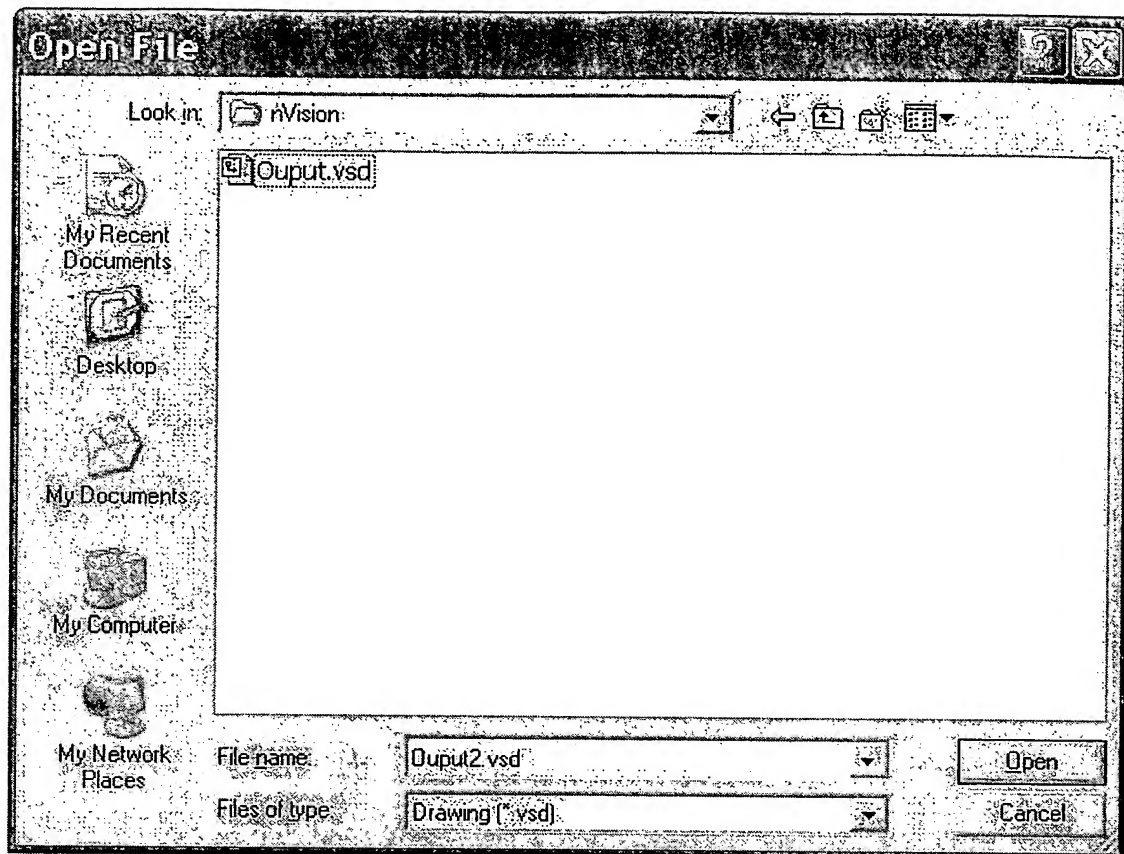 Open File
Look in: nVision
Ouput.vsd
My Recent
Documents
Desktop
My Documents
My Computer
My Network
Places
File name: Ouput2.vsd Open
Files of type: Drawing (*.vsd) Cancel